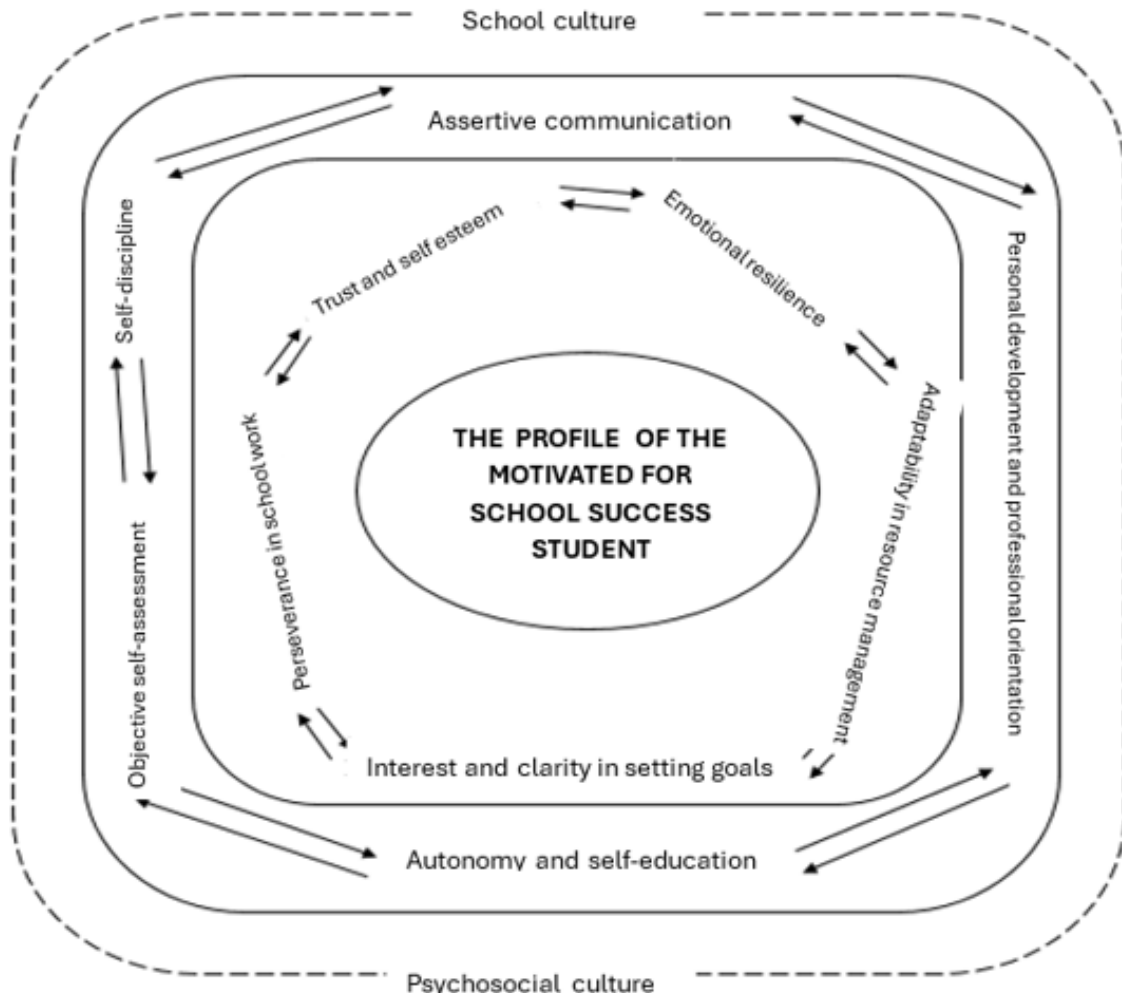 School culture
Assertive communication
Self-discipline
Objective self-assessment
Personal development and professional orientation
Autonomy and self-education
Trust and self esteem
Emotional resilience
Perseverance in school work
Adaptability in resource management
Interest and clarity in setting goals
THE PROFILE OF THE
MOTIVATED FOR
SCHOOL SUCCESS
STUDENT
Psychosocial culture